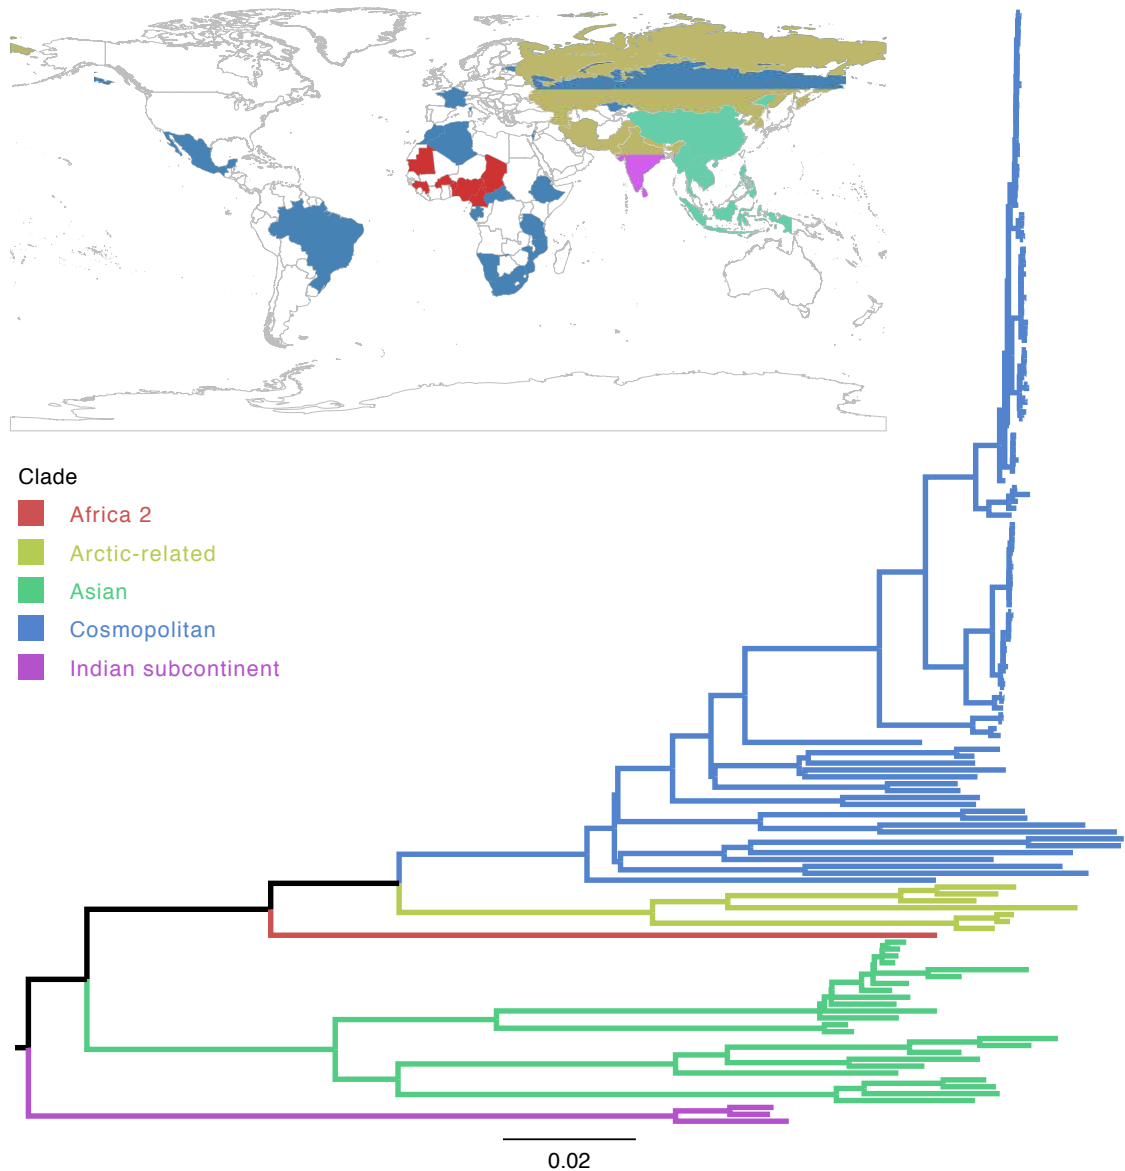 Clade
Africa 2
Arctic-related
Asian
Cosmopolitan
Indian subcontinent
0.02